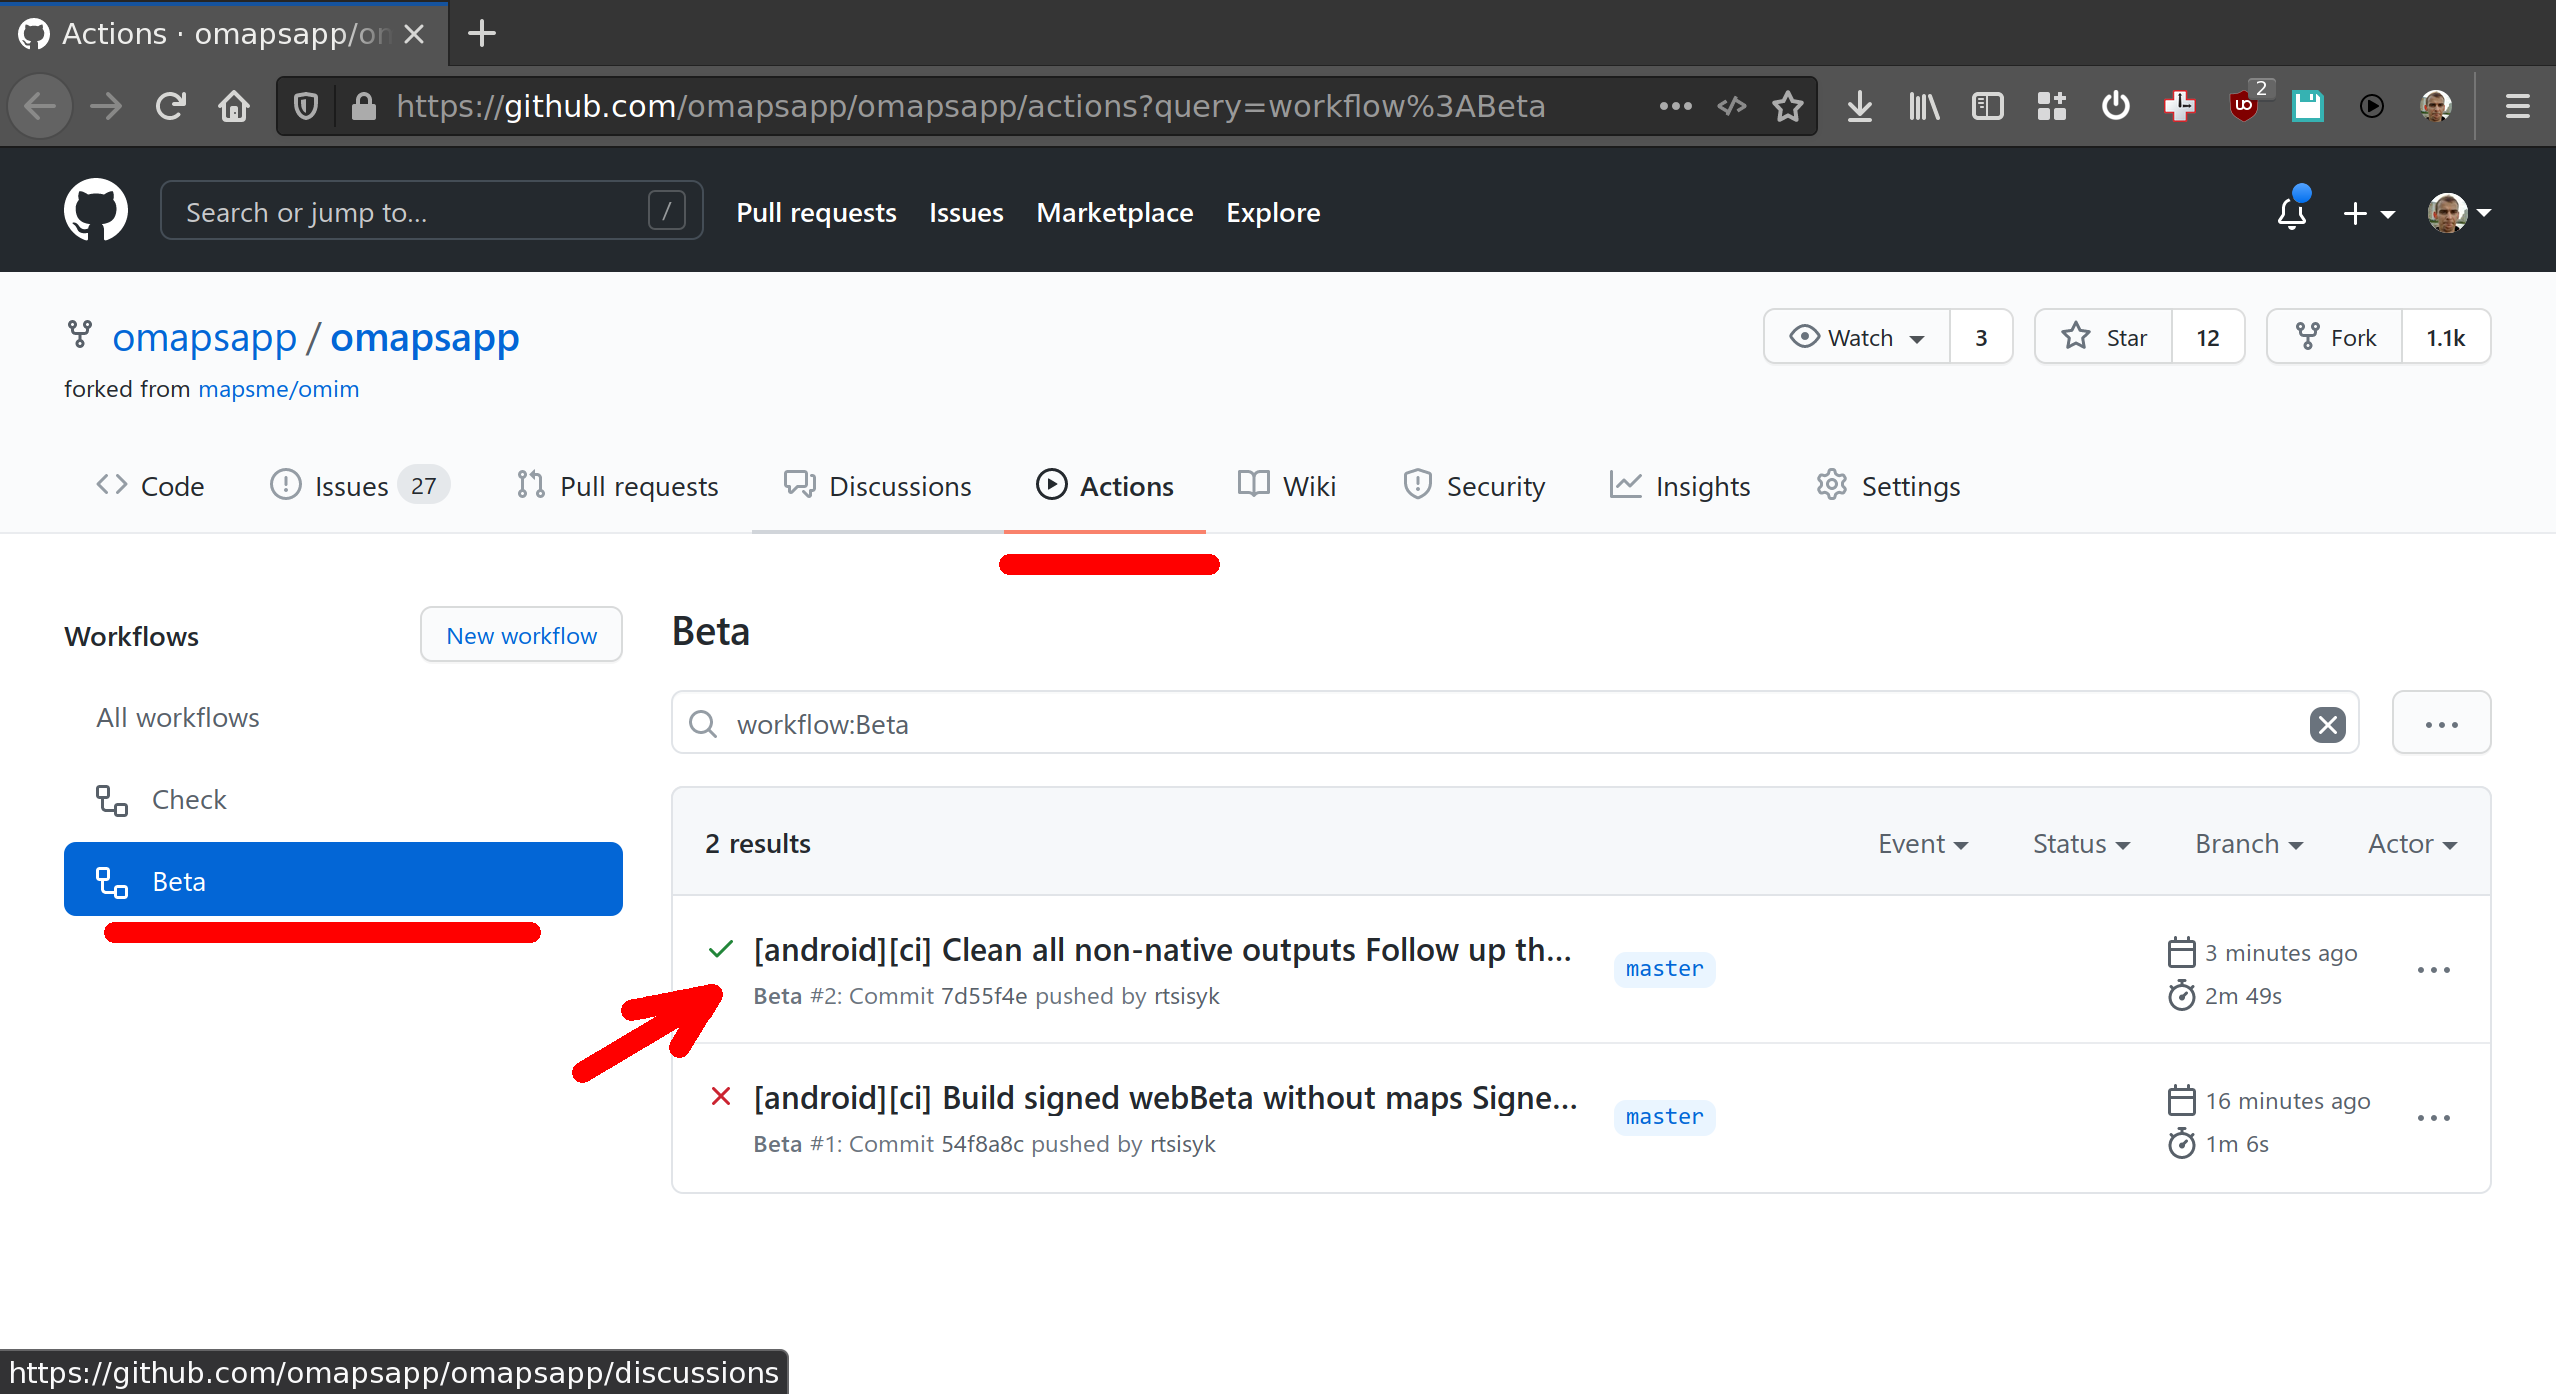 Actions · omapsapp/om
https://github.com/omapsapp/omapsapp/actions?query=workflow%3ABeta
2
Search or jump to...
/
Pull requests
Issues
Marketplace
Explore
omapsapp / omapsapp
Watch
3
Star
12
Fork
1.1k
forked from mapsme/omim
Code
Issues
27
Pull requests
Discussions
Actions
Wiki
Security
Insights
Settings
Workflows
New workflow
All workflows
Check
Beta
Beta
workflow:Beta
2 results
Event
Status
Branch
Actor
[android][ci] Clean all non-native outputs Follow up th...
Beta #2: Commit 7d55f4e pushed by rtsisyk
master
3 minutes ago
2m 49s
[android][ci] Build signed webBeta without maps Signe...
Beta #1: Commit 54f8a8c pushed by rtsisyk
master
16 minutes ago
1m 6s
https://github.com/omapsapp/omapsapp/discussions